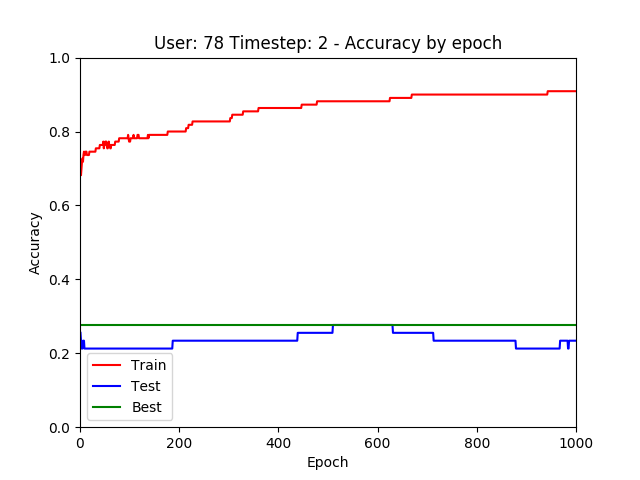 User: 78 Timestep: 2 - Accuracy by epoch
1.0
0.8
0.6
0.4
0.2
0.0
Accuracy
Train
Test
Best
0 200 400 600 800 1000
Epoch